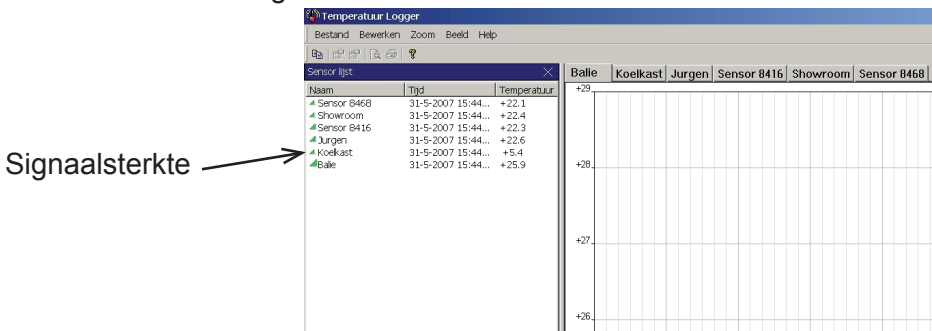 Temperatuur Logger
Bestand Bewerken Zoom Beeld Help
Sensor lijst
Naam Tijd Temperatuur
Sensor 8468 31-5-2007 15:44... +22.1
Showroom 31-5-2007 15:44... +22.4
Sensor 8416 31-5-2007 15:44... +22.3
Jurgen 31-5-2007 15:44... +22.6
Koelkast 31-5-2007 15:44... +5.4
Balie 31-5-2007 15:44... +25.9
Signaalsterkte
Balie Koelkast Jurgen Sensor 8416 Showroom Sensor 8468
+29
+28
+27
+26